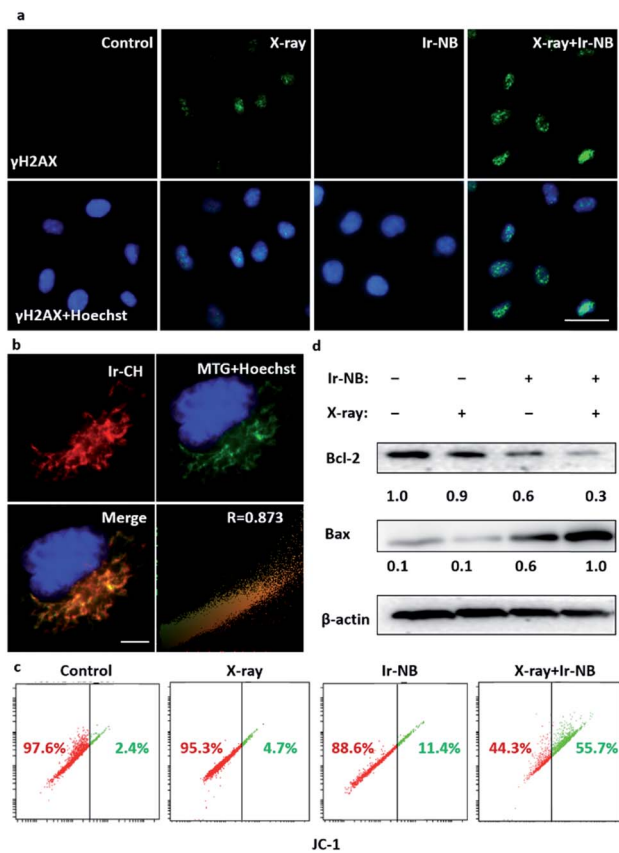 a
Control
X-ray
Ir-NB
X-ray+Ir-NB
γH2AX
γH2AX+Hoechst
b
Ir-CH
MTG+Hoechst
Merge
R=0.873
d
Ir-NB: – – + +
X-ray: – + – +
Bcl-2
1.0 0.9 0.6 0.3
Bax
0.1 0.1 0.6 1.0
β-actin
c
Control
X-ray
Ir-NB
X-ray+Ir-NB
97.6% 2.4%
95.3% 4.7%
88.6% 11.4%
44.3% 55.7%
JC-1